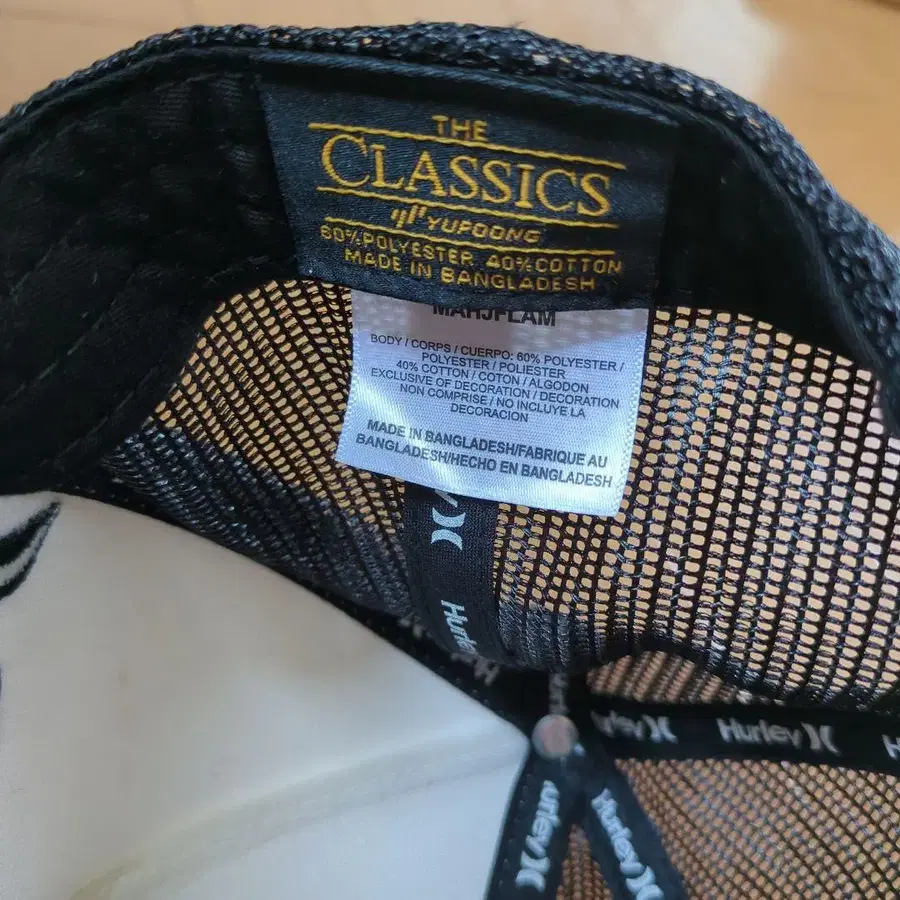 THE
CLASSICS
YUPOONG
60% POLYESTER 40% COTTON
MADE IN BANGLADESH
MAHJFLAM
BODY / CORPS / CUERPO: 60% POLYESTER /
POLYESTER / POLIESTER
40% COTTON / COTON / ALGODON
EXCLUSIVE OF DECORATION / DECORATION
NON COMPRISE / NO INCLUYE LA
DECORACION
MADE IN BANGLADESH/FABRIQUE AU
BANGLADESH/HECHO EN BANGLADESH
y
Hurley
Hurley
Hurley
H
urley
Hurley